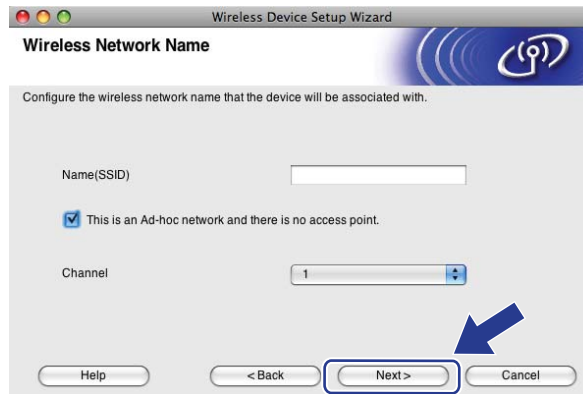 Wireless Device Setup Wizard
Wireless Network Name
Configure the wireless network name that the device will be associated with.
Name(SSID)
This is an Ad-hoc network and there is no access point.
Channel 1
Help <Back Next> Cancel